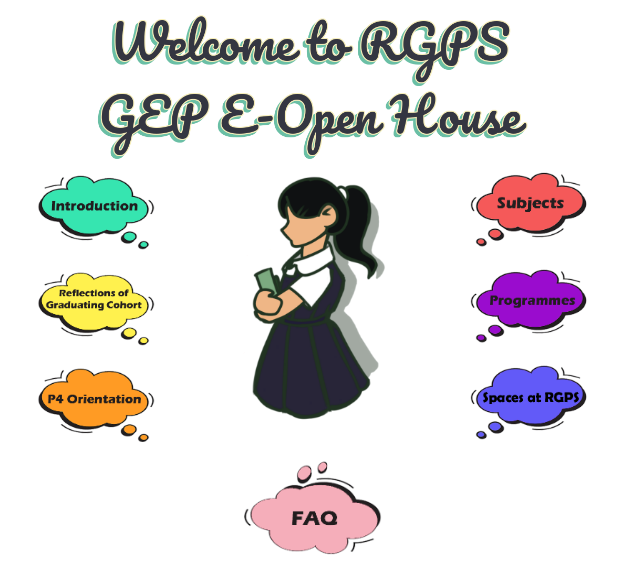 Welcome to RGPS
GEP E-Open House
Introduction
Subjects
Reflections of
Graduating Cohort
Programmes
P4 Orientation
Spaces at RGPS
FAQ